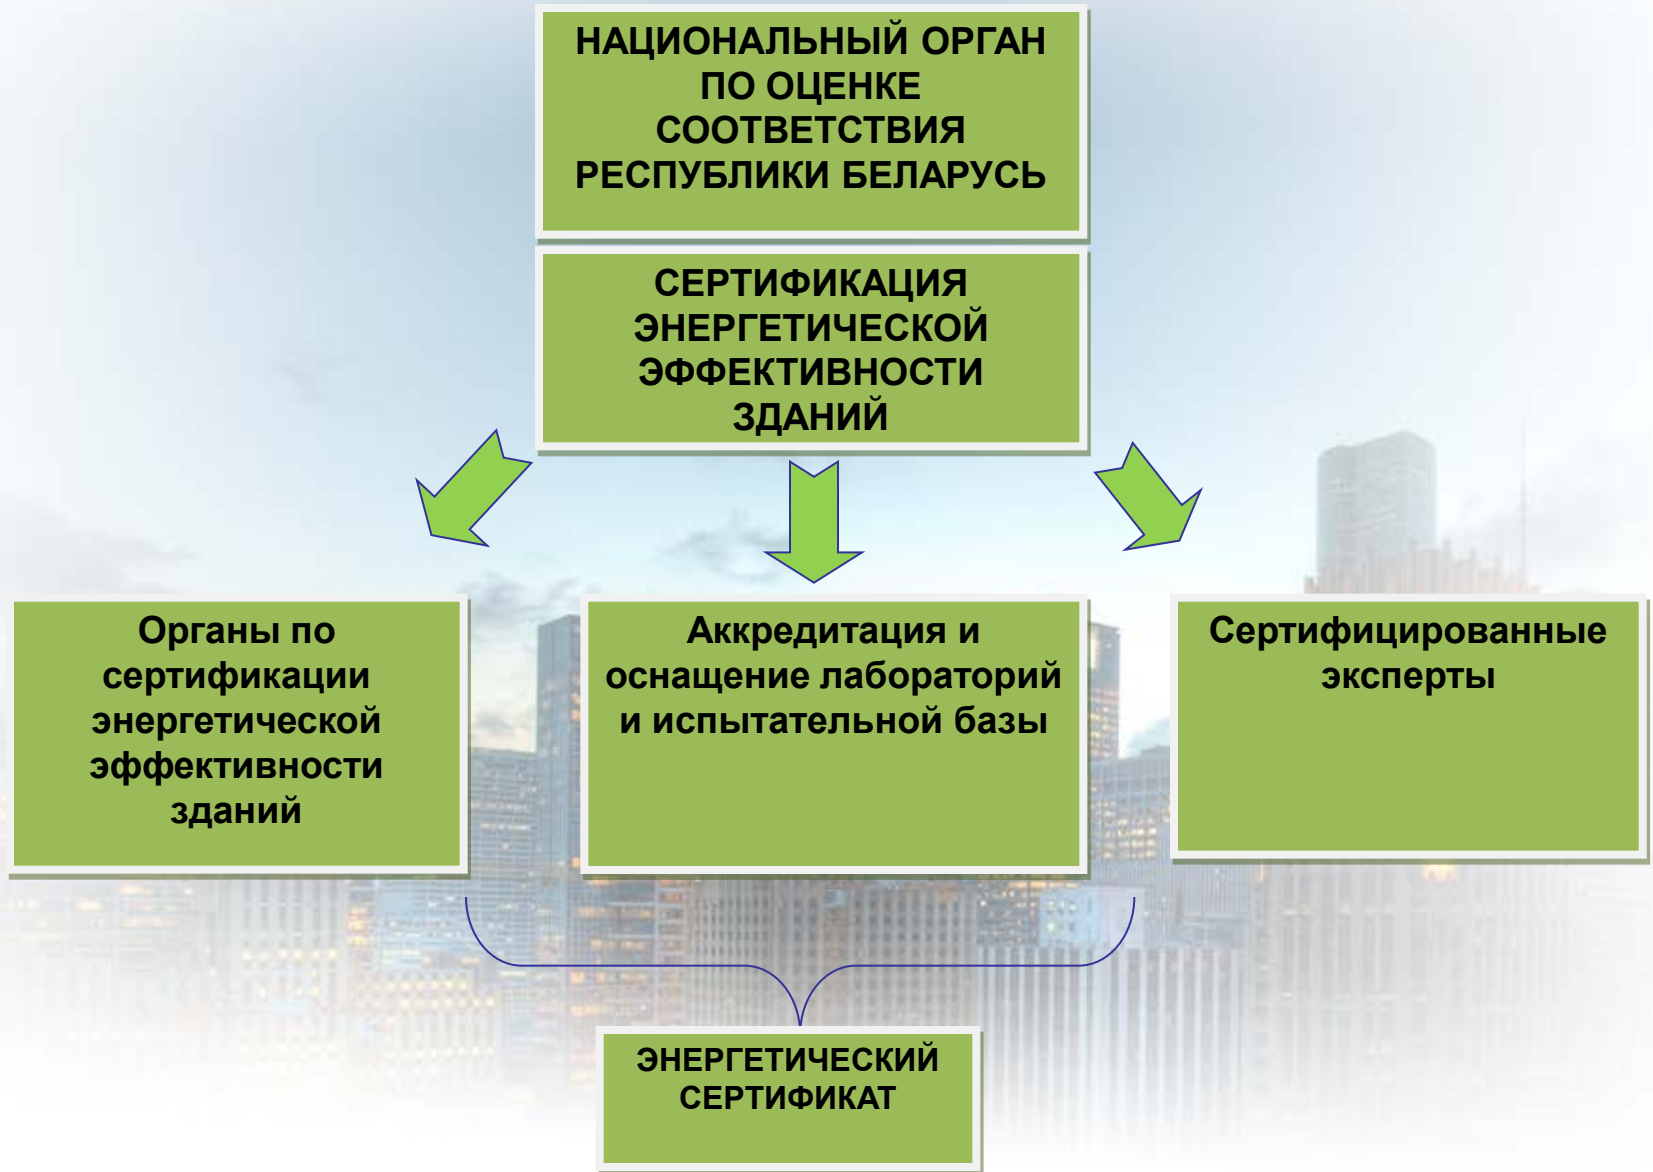 НАЦИОНАЛЬНЫЙ ОРГАН
ПО ОЦЕНКЕ
СООТВЕТСТВИЯ
РЕСПУБЛИКИ БЕЛАРУСЬ
СЕРТИФИКАЦИЯ
ЭНЕРГЕТИЧЕСКОЙ
ЭФФЕКТИВНОСТИ
ЗДАНИЙ
Органы по
сертификации
энергетической
эффективности
зданий
Аккредитация и
оснащение лабораторий
и испытательной базы
Сертифицированные
эксперты
ЭНЕРГЕТИЧЕСКИЙ
СЕРТИФИКАТ